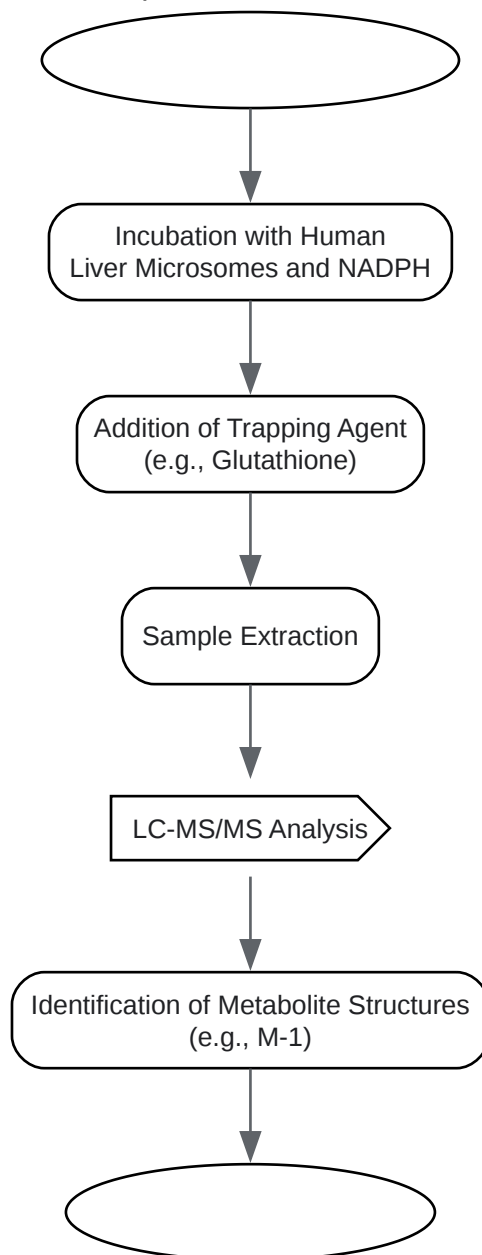 Incubation with Human
Liver Microsomes and NADPH
Addition of Trapping Agent
(e.g., Glutathione)
Sample Extraction
LC-MS/MS Analysis
Identification of Metabolite Structures
(e.g., M-1)